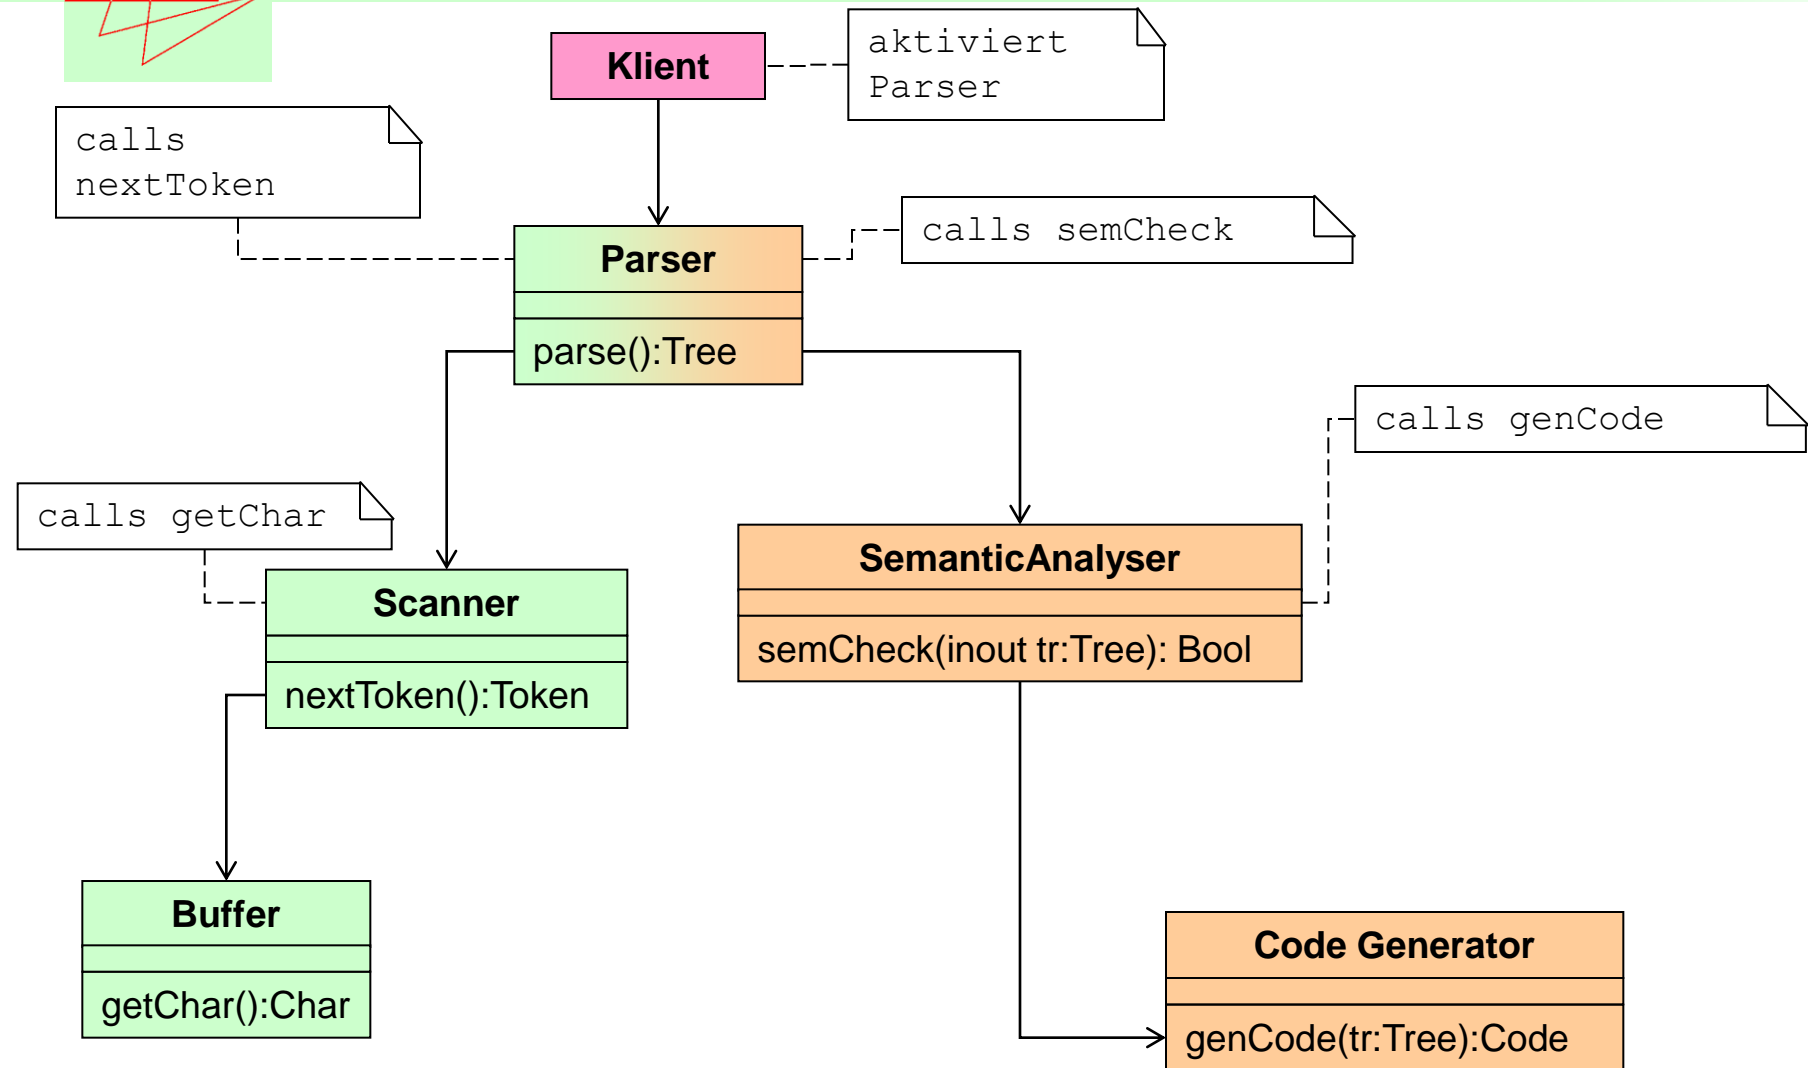 Klient
aktiviert
Parser
calls
nextToken
calls semCheck
Parser
parse():Tree
calls genCode
calls getChar
SemanticAnalyser
semCheck(inout tr:Tree): Bool
Scanner
nextToken():Token
Buffer
getChar():Char
Code Generator
genCode(tr:Tree):Code